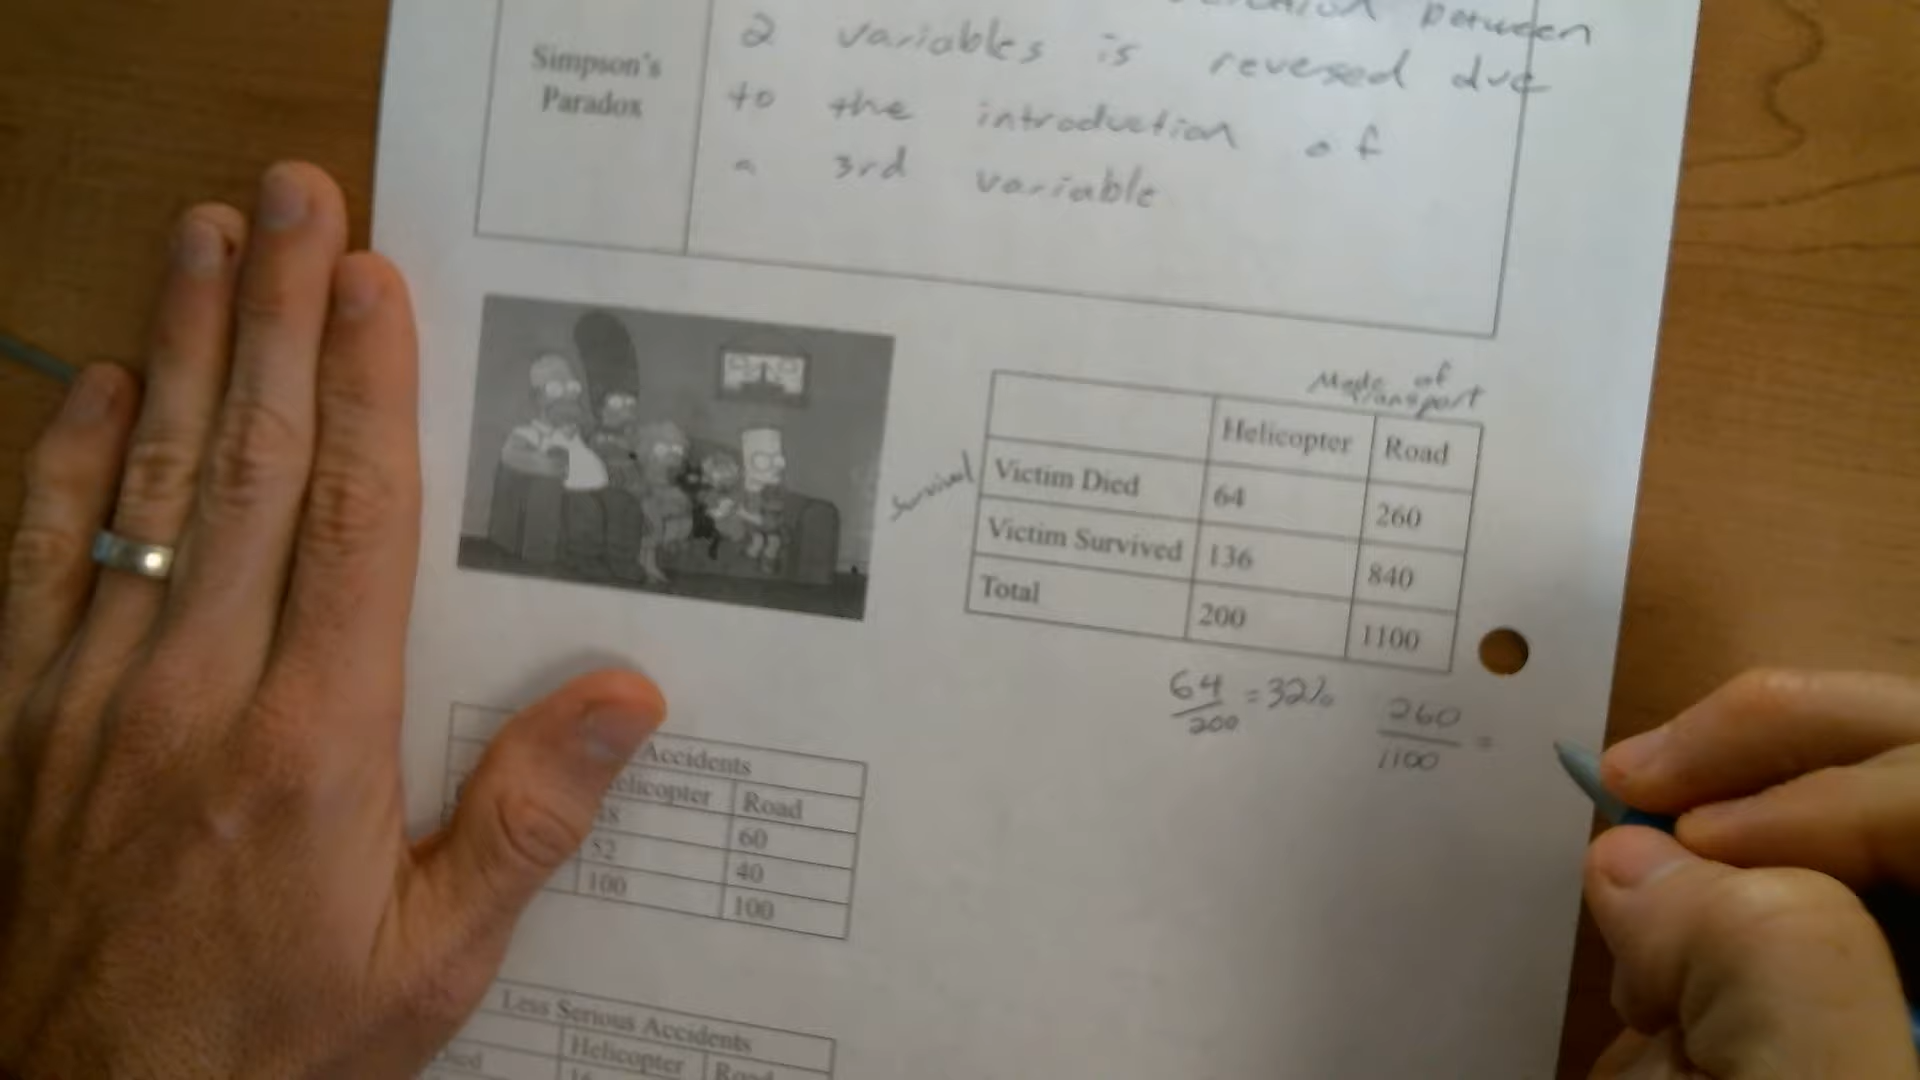 between
2 variables is reversed due
Simpson's
Paradox
to the introduction of
a 3rd variable
Mode of
transport
Helicopter Road
Survival
Victim Died 64 260
Victim Survived 136 840
Total 200 1100
64/200 = 32% 260/1100 =
Accidents
elicopter Road
60
52 40
100 100
Less Serious Accidents
Helicopter